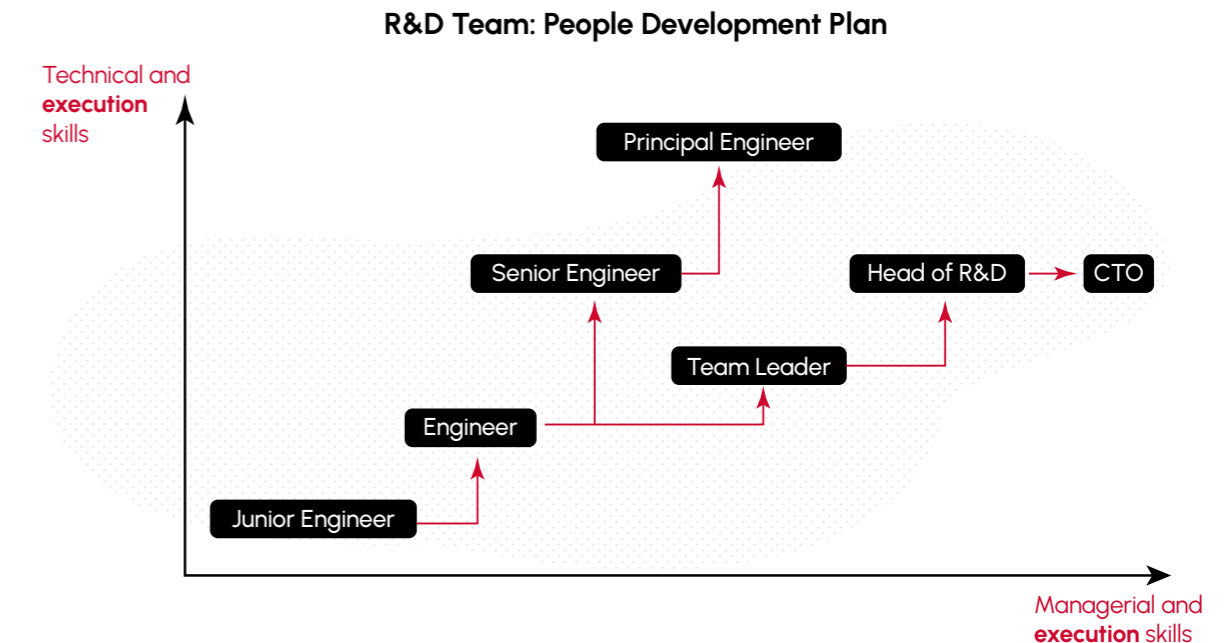 R&D Team: People Development Plan
Technical and
execution
skills
Principal Engineer
Senior Engineer
Head of R&D
CTO
Team Leader
Engineer
Junior Engineer
Managerial and
execution skills